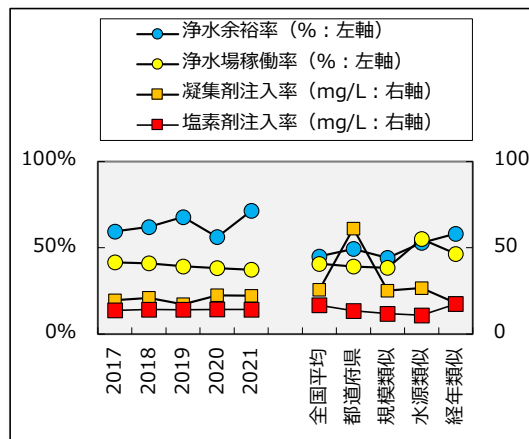 浄水余裕率（%：左軸）
浄水場稼働率（%：左軸）
凝集剤注入率（mg/L：右軸）
塩素剤注入率（mg/L：右軸）
100%
100
50%
50
0%
0
2017
2018
2019
2020
2021
全国平均
都道府県
規模類似
水源類似
経年類似